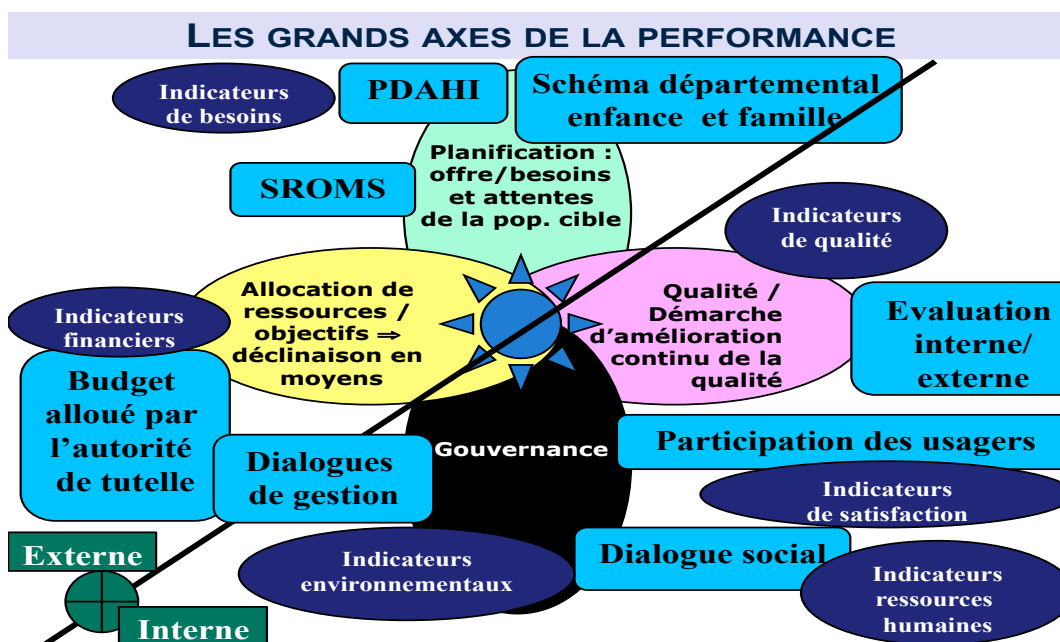 LES GRANDS AXES DE LA PERFORMANCE
Indicateurs
de besoins
PDAHI
Schéma départemental
enfance et famille
Planification :
offre/besoins
et attentes
de la pop. cible
SROMS
Indicateurs
de qualité
Allocation de
ressources /
objectifs ⇒
déclinaison en
moyens
Qualité /
Démarche
d’amélioration
continu de la
qualité
Indicateurs
financiers
Evaluation
interne/
externe
Budget
alloué par
l’autorité
de tutelle
Dialogues
de gestion
Gouvernance
Participation des usagers
Indicateurs
de satisfaction
Indicateurs
environnementaux
Dialogue social
Indicateurs
ressources
humaines
Externe
Interne